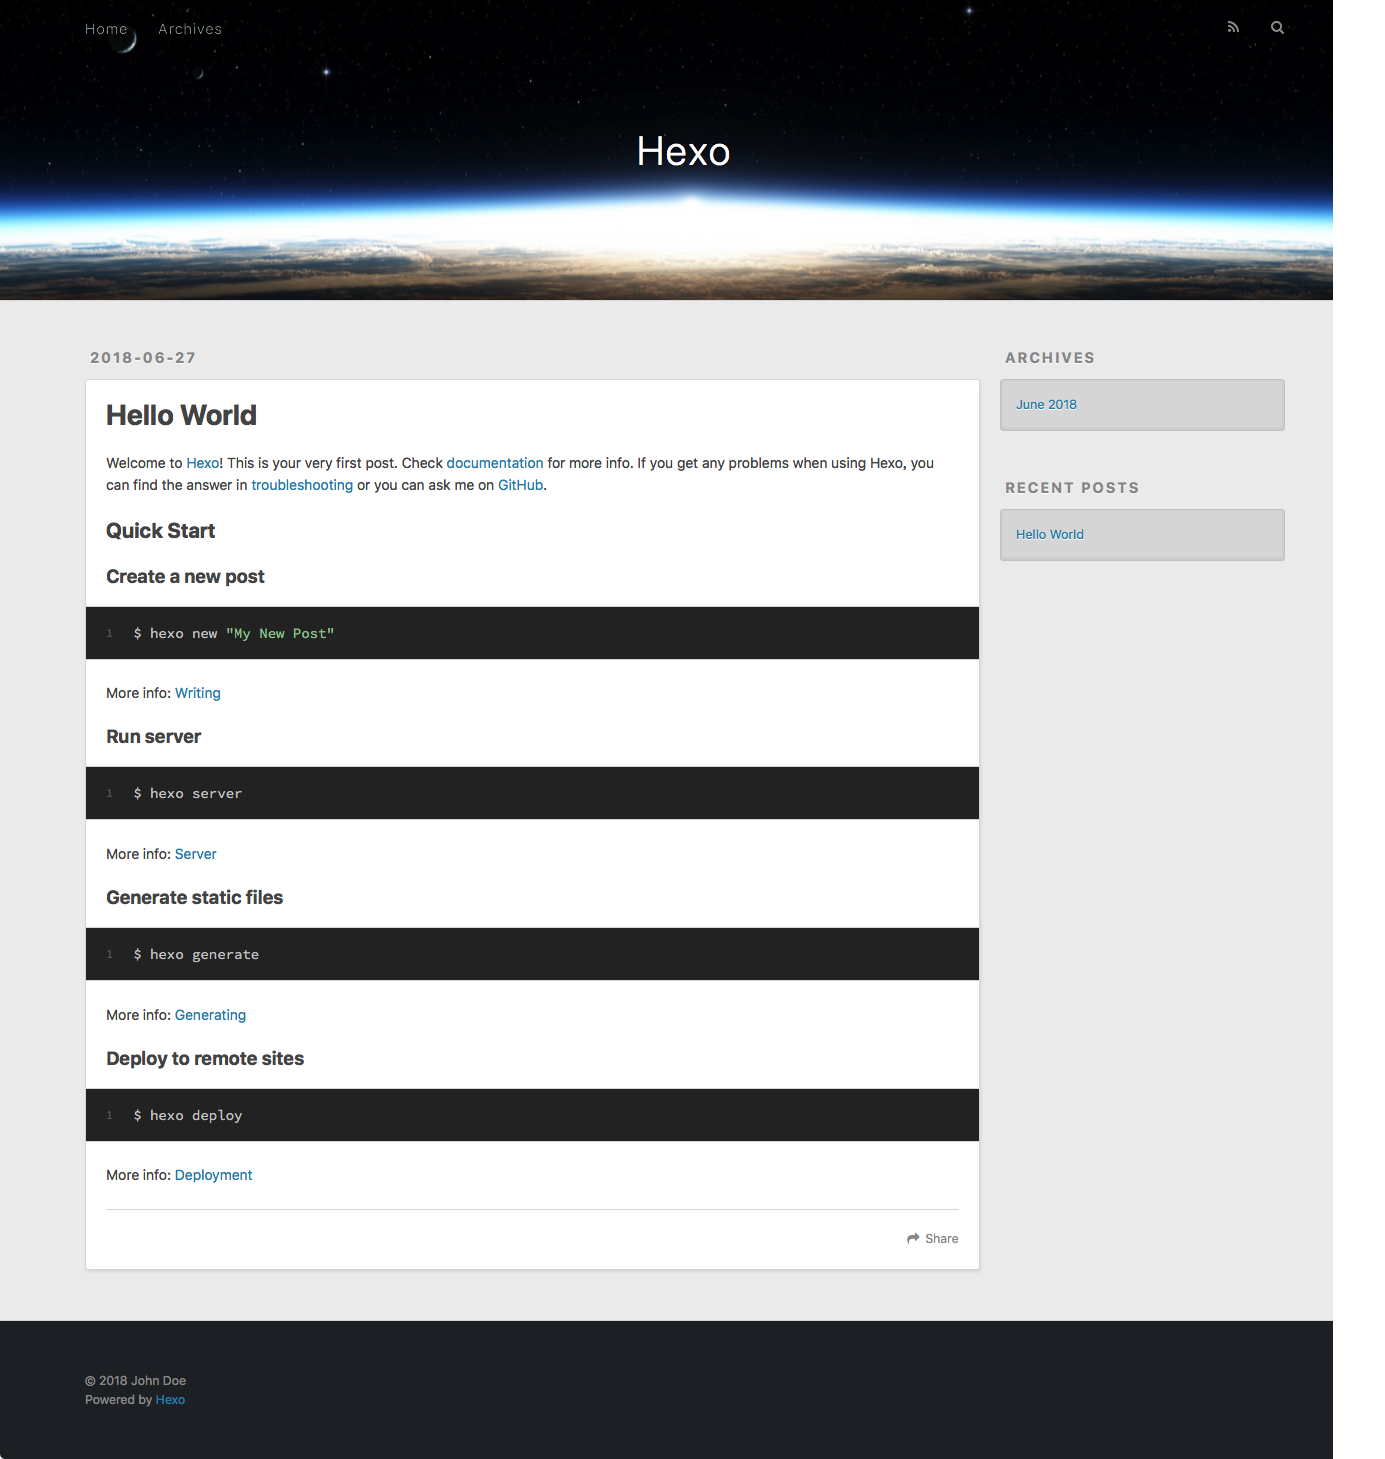 Home Archives
Hexo
2018-06-27
Hello World
Welcome to Hexo! This is your very first post. Check documentation for more info. If you get any problems when using Hexo, you
can find the answer in troubleshooting or you can ask me on GitHub.
Quick Start
Create a new post
1 $ hexo new "My New Post"
More info: Writing
Run server
1 $ hexo server
More info: Server
Generate static files
1 $ hexo generate
More info: Generating
Deploy to remote sites
1 $ hexo deploy
More info: Deployment
Share
ARCHIVES
June 2018
RECENT POSTS
Hello World
© 2018 John Doe
Powered by Hexo